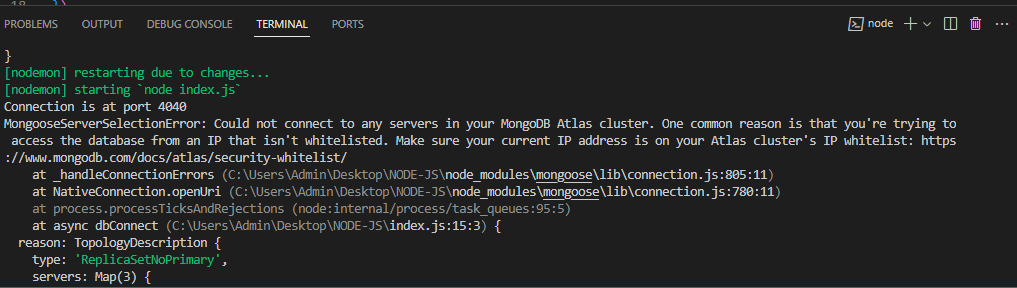 18 })
PROBLEMS OUTPUT DEBUG CONSOLE TERMINAL PORTS node
}
[nodemon] restarting due to changes...
[nodemon] starting `node index.js`
Connection is at port 4040
MongooseServerSelectionError: Could not connect to any servers in your MongoDB Atlas cluster. One common reason is that you're trying to
access the database from an IP that isn't whitelisted. Make sure your current IP address is on your Atlas cluster's IP whitelist: https
://www.mongodb.com/docs/atlas/security-whitelist/
at _handleConnectionErrors (C:\Users\Admin\Desktop\NODE-JS\node_modules\mongoose\lib\connection.js:805:11)
at NativeConnection.openUri (C:\Users\Admin\Desktop\NODE-JS\node_modules\mongoose\lib\connection.js:780:11)
at process.processTicksAndRejections (node:internal/process/task_queues:95:5)
at async dbConnect (C:\Users\Admin\Desktop\NODE-JS\index.js:15:3) {
reason: TopologyDescription {
type: 'ReplicaSetNoPrimary',
servers: Map(3) {